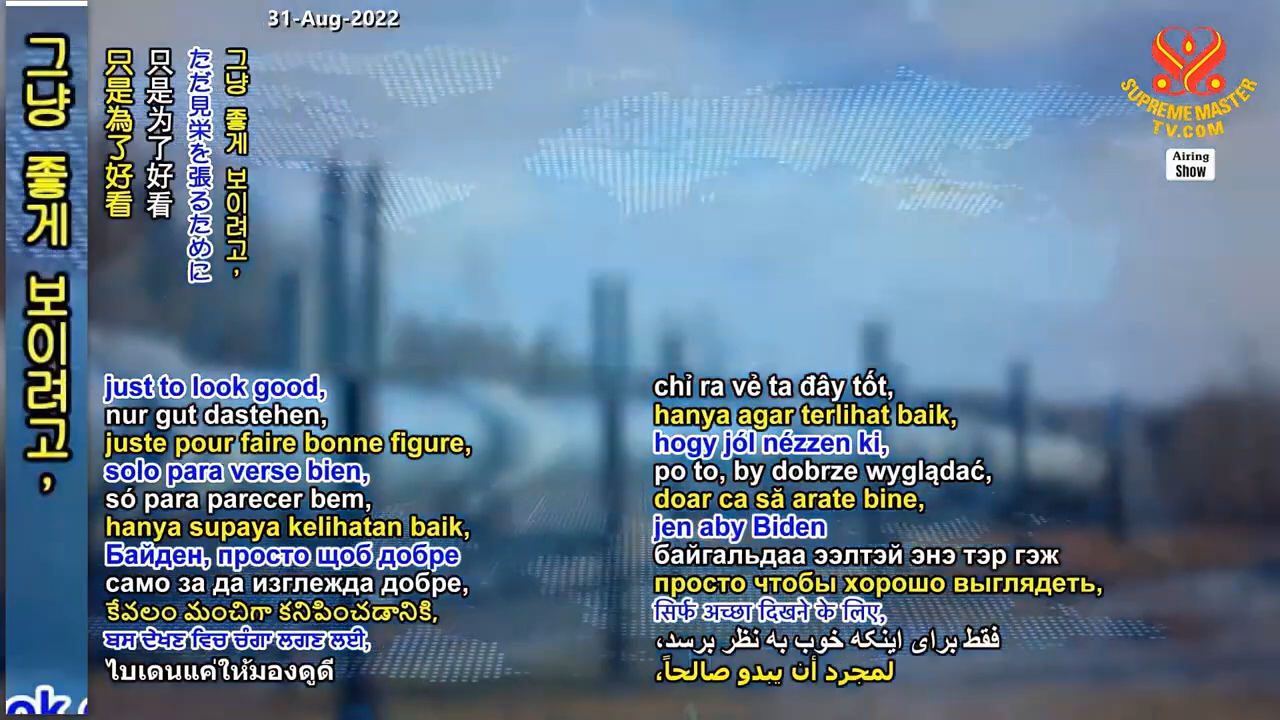 31-Aug-2022
그냥 좋게 보이려고,
그냥 좋게 보이려고,
ただ見栄を張るために
只是为了好看
只是為了好看
SUPREME MASTER
TV.COM
Airing
Show
just to look good,
nur gut dastehen,
juste pour faire bonne figure,
solo para verse bien,
só para parecer bem,
hanya supaya kelihatan baik,
Байден, просто щоб добре
само за да изглежда добре,
కేవలం మంచిగా కనిపించడానికి,
ਬਸ ਦੇਖਣ ਵਿਚ ਚੰਗਾ ਲਗਣ ਲਈ,
ไบเดนแค่ให้มองดูดี
chỉ ra vẻ ta đây tốt,
hanya agar terlihat baik,
hogy jól nézzen ki,
po to, by dobrze wyglądać,
doar ca să arate bine,
jen aby Biden
байгальдаа ээлтэй энэ тэр гэж
просто чтобы хорошо выглядеть,
सिर्फ अच्छा दिखने के लिए,
فقط برای اینکه خوب به نظر برسد،
لمجرد أن يبدو صالحاً،